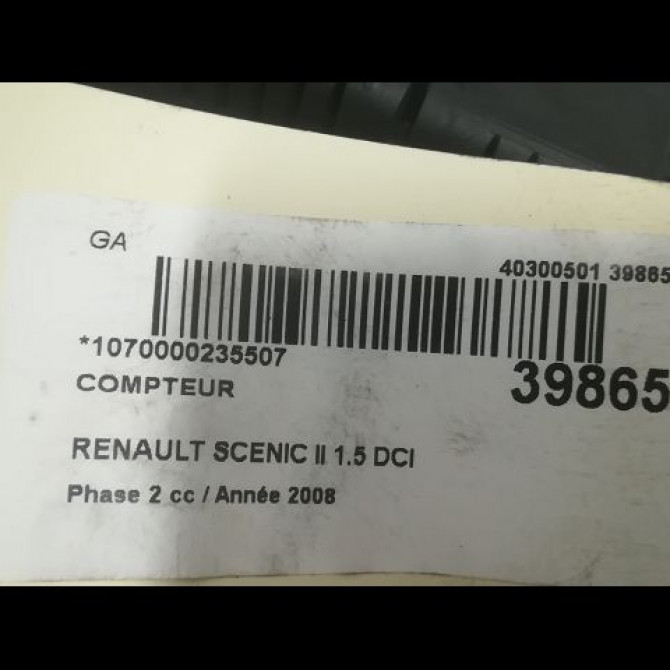 GA
40300501 39865
*1070000235507
COMPTEUR
39865
RENAULT SCENIC II 1.5 DCI
Phase 2 cc / Année 2008